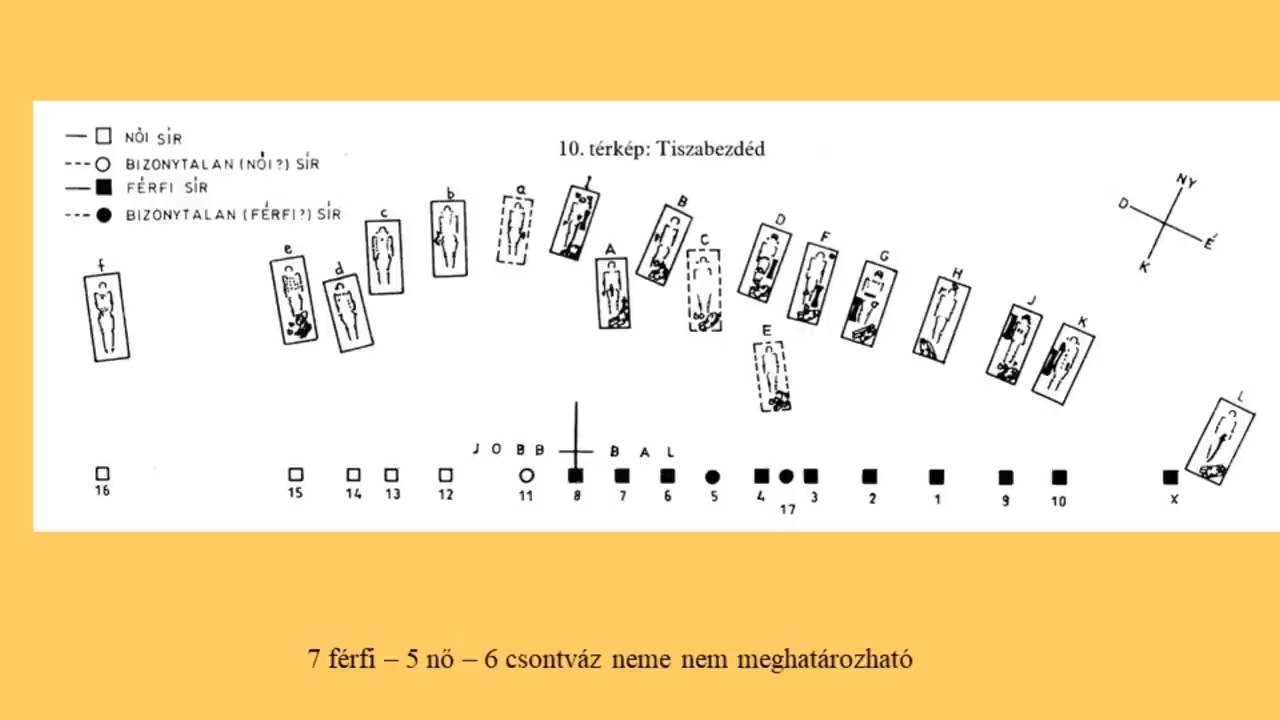 NŐI SÍR
BIZONYTALAN (NŐI?) SÍR
FÉRFI SÍR
BIZONYTALAN (FÉRFI?) SÍR
10. térkép: Tiszabezdéd
NY
D
É
K
f e d c b a I A B C D E F G H J K L
JOBB BAL
16 15 14 13 12 11 8 7 6 5 4 17 3 2 1 9 10 X
7 férfi – 5 nő – 6 csontváz neme nem meghatározható